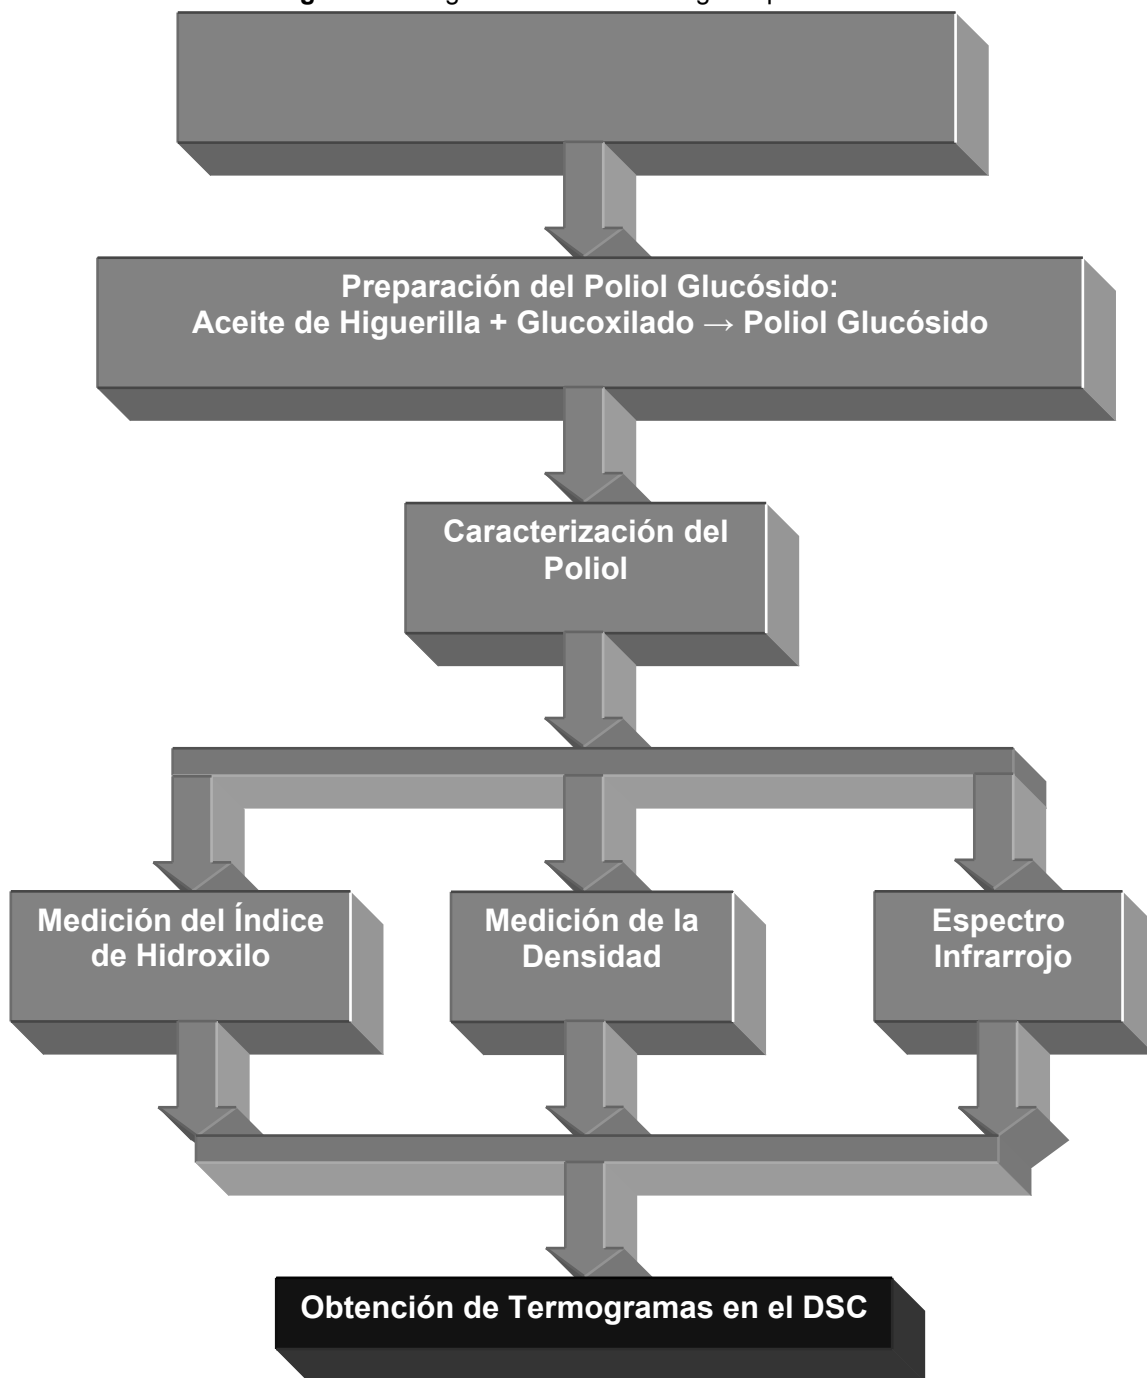 Preparación del Poliol Glucósido:
Aceite de Higuerilla + Glucoxilado → Poliol Glucósido
Caracterización del
Poliol
Medición del Índice
de Hidroxilo
Medición de la
Densidad
Espectro
Infrarrojo
Obtención de Termogramas en el DSC